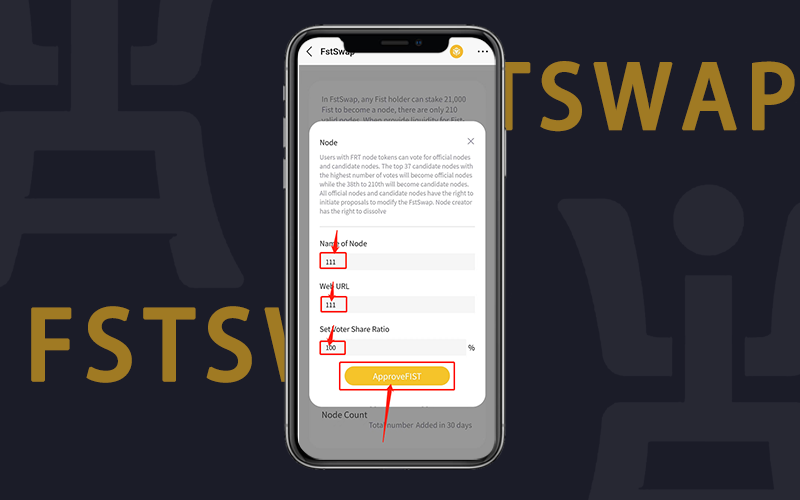 FstSwap
TSWAP
In FstSwap, any Fist holder can stake 21,000
Fist to become a node, there are only 210
valid nodes. When provide liquidity for Fist-
Node
Users with FRT node tokens can vote for official nodes
and candidate nodes. The top 37 candidate nodes with
the highest number of votes will become official nodes
while the 38th to 210th will become candidate nodes.
All official nodes and candidate nodes have the right to
initiate proposals to modify the FstSwap. Node creator
has the right to dissolve
Name of Node
111
Web URL
111
FSTSW
Set Voter Share Ratio
100 %
ApproveFIST
Node Count
Total number Added in 30 days